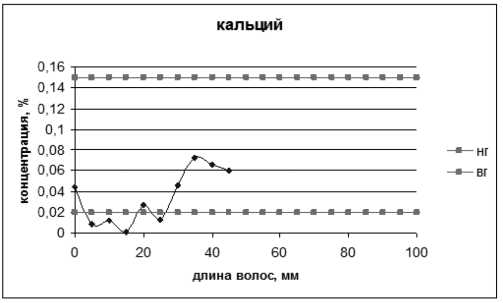 кальций
концентрация, %
0,16
0,14
0,12
0,1
0,08
0,06
0,04
0,02
0
0 20 40 60 80 100
длина волос, мм
нг
вг